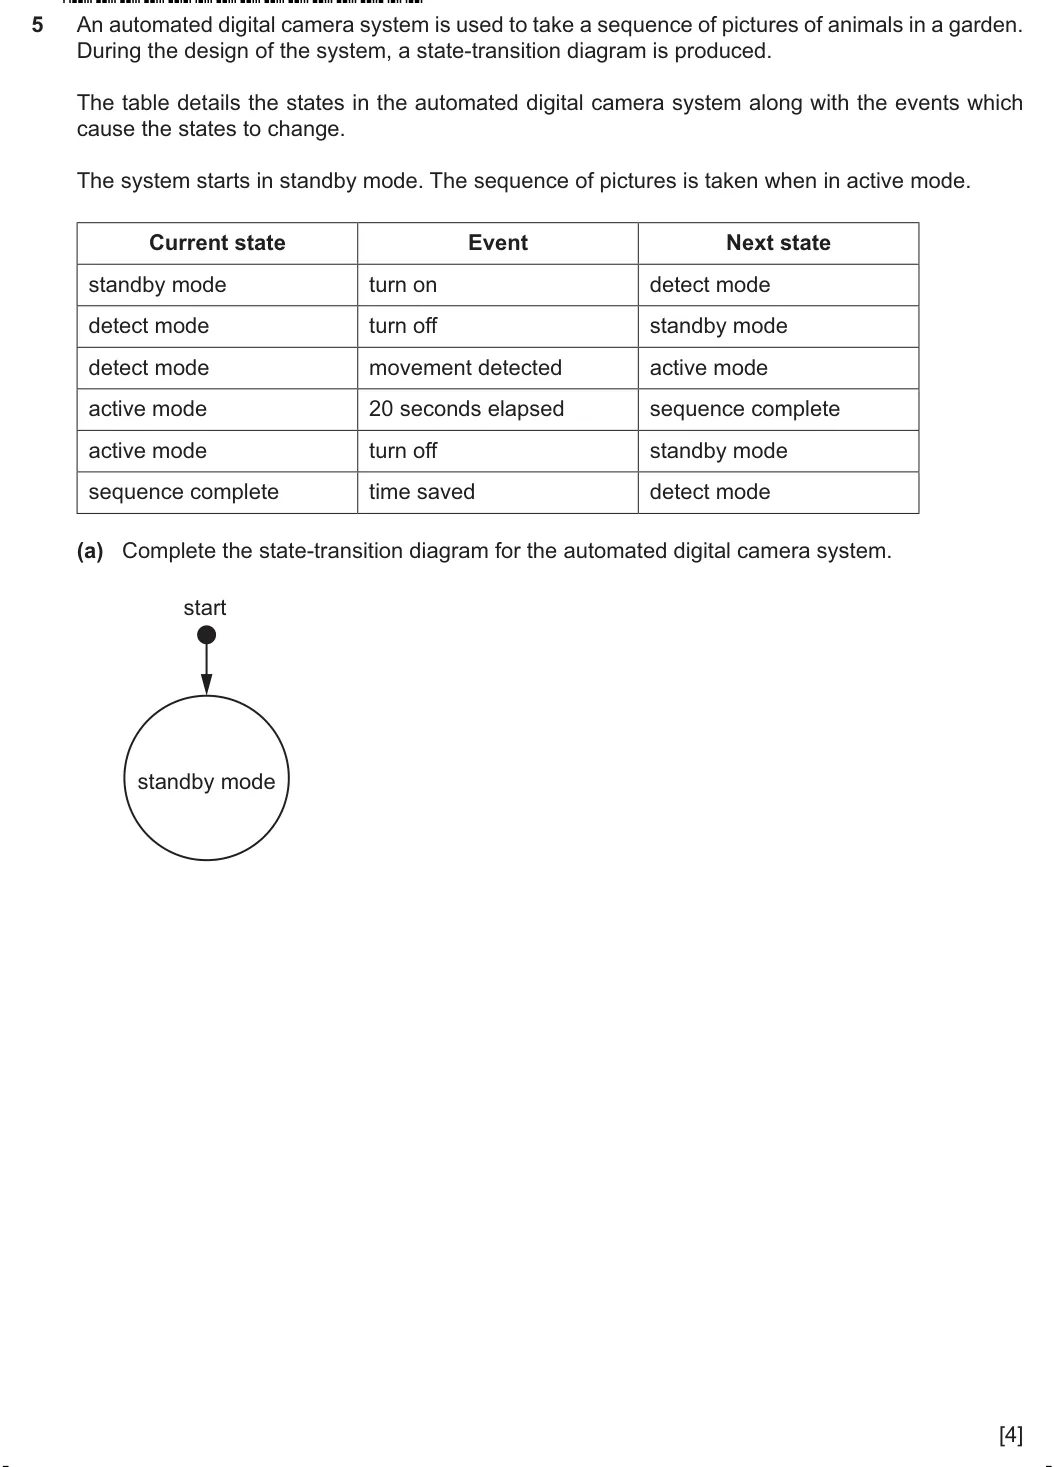 5 An automated digital camera system is used to take a sequence of pictures of animals in a garden.
During the design of the system, a state-transition diagram is produced.
The table details the states in the automated digital camera system along with the events which
cause the states to change.
The system starts in standby mode. The sequence of pictures is taken when in active mode.
Current state Event Next state
standby mode turn on detect mode
detect mode turn off standby mode
detect mode movement detected active mode
active mode 20 seconds elapsed sequence complete
active mode turn off standby mode
sequence complete time saved detect mode
(a) Complete the state-transition diagram for the automated digital camera system.
start
standby mode
[4]